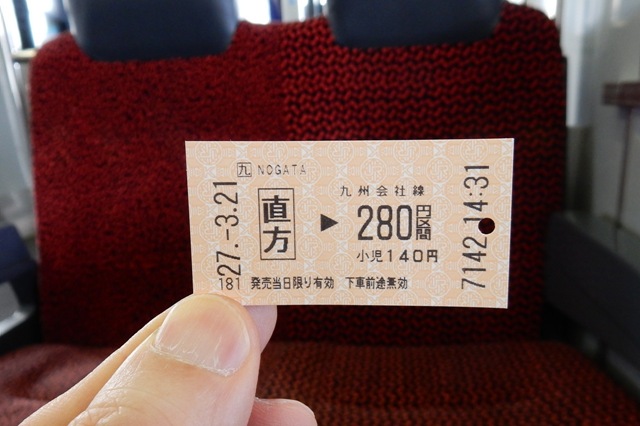 九 NOGATA
九州会社線
直方 ▶ 280円区間
小児140円
181 発売当日限り有効 下車前途無効
27.-3.21
7142 14:31